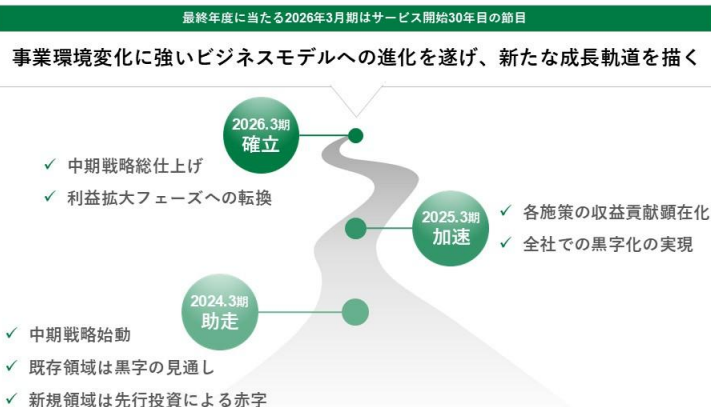 最終年度に当たる2026年3月期はサービス開始30年目の節目
事業環境変化に強いビジネスモデルへの進化を遂げ、新たな成長軌道を描く
2026.3期
確立
✓ 中期戦略総仕上げ
✓ 利益拡大フェーズへの転換
2025.3期
加速
✓ 各施策の収益貢献顕在化
✓ 全社での黒字化の実現
2024.3期
助走
✓ 中期戦略始動
✓ 既存領域は黒字の見通し
✓ 新規領域は先行投資による赤字